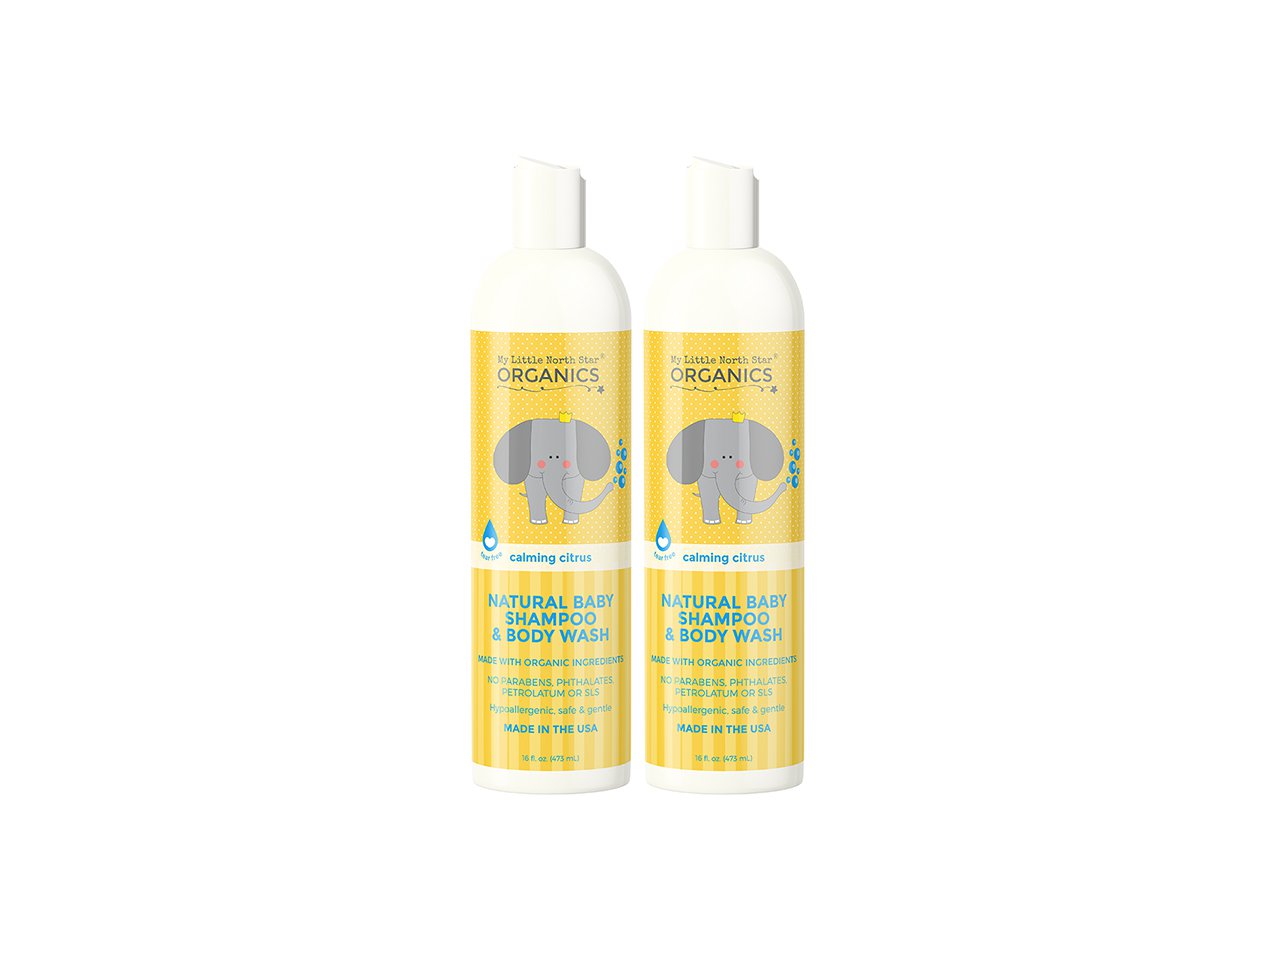 My Little North Star®
ORGANICS
tear free
calming citrus
NATURAL BABY
SHAMPOO
& BODY WASH
MADE WITH ORGANIC INGREDIENTS
NO PARABENS, PHTHALATES,
PETROLATUM OR SLS
Hypoallergenic, safe & gentle
MADE IN THE USA
16 fl. oz. (473 mL)
My Little North Star®
ORGANICS
tear free
calming citrus
NATURAL BABY
SHAMPOO
& BODY WASH
MADE WITH ORGANIC INGREDIENTS
NO PARABENS, PHTHALATES,
PETROLATUM OR SLS
Hypoallergenic, safe & gentle
MADE IN THE USA
16 fl. oz. (473 mL)